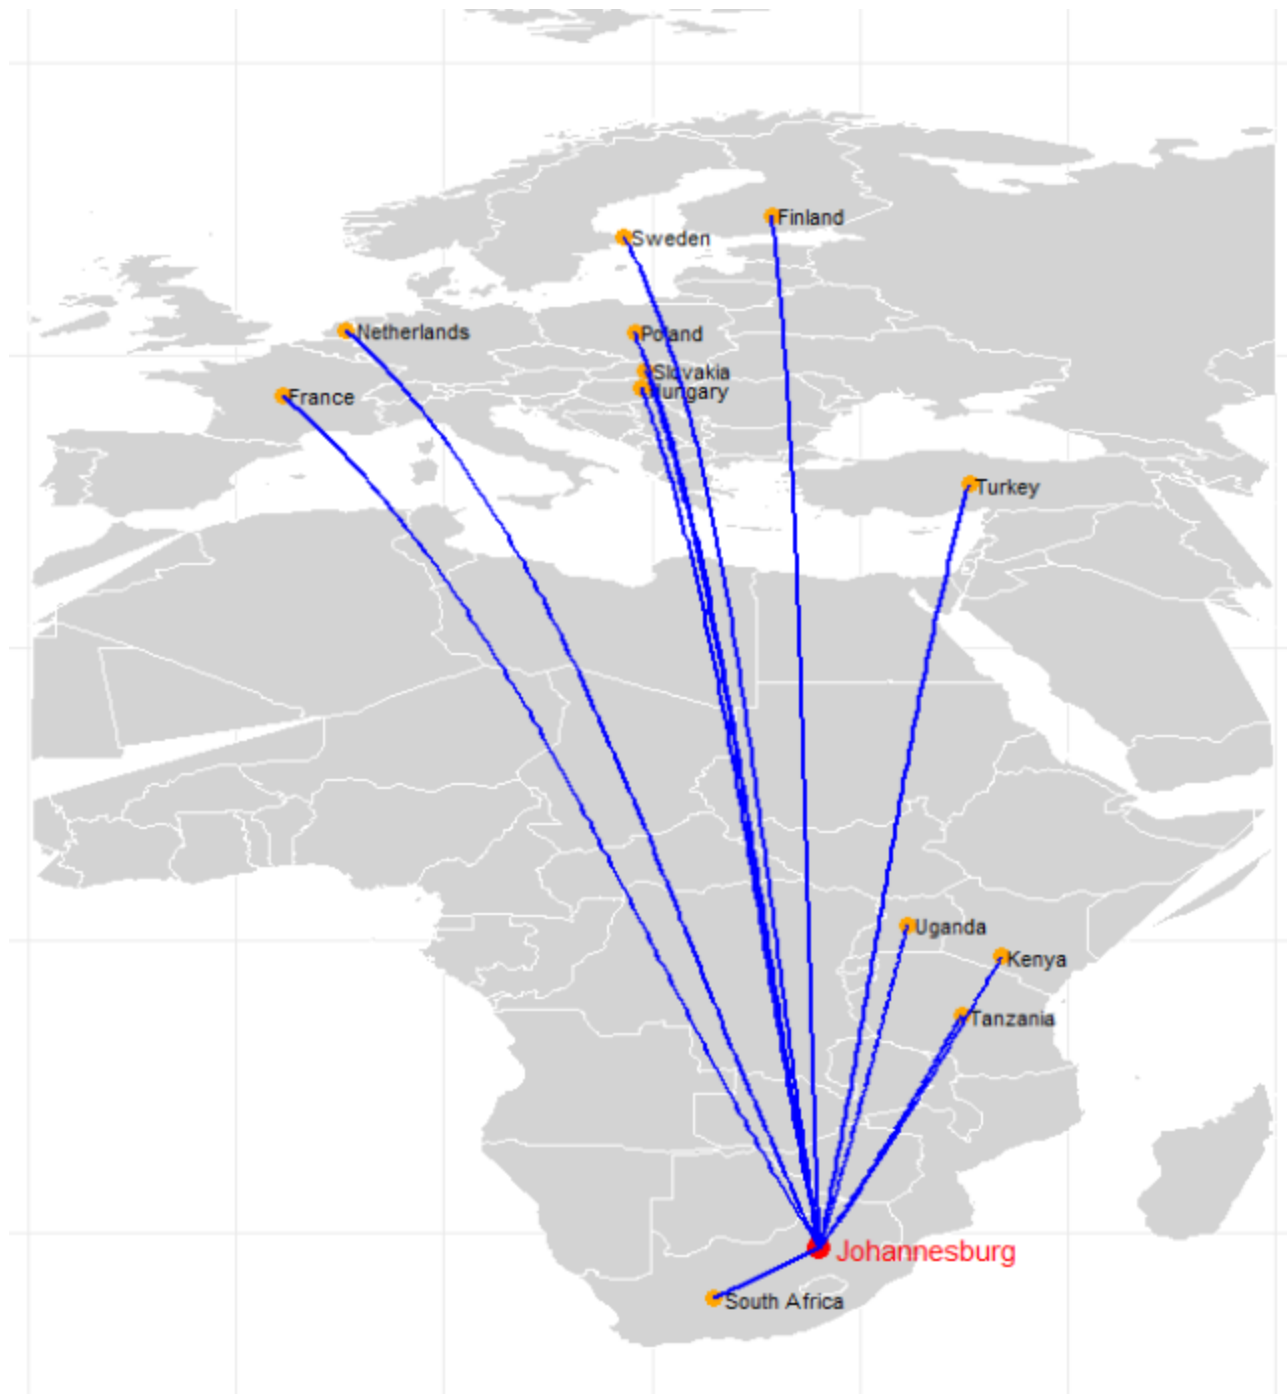 Finland
Sweden
Netherlands
Poland
Slovakia
Hungary
France
Turkey
Uganda
Kenya
Tanzania
Johannesburg
South Africa